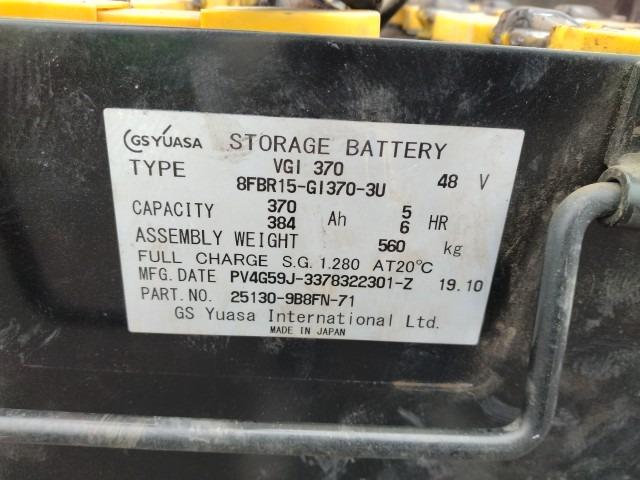 GS YUASA STORAGE BATTERY
TYPE VGI 370 48 V
8FBR15-GI370-3U
CAPACITY 370 Ah 5 HR
384 6
ASSEMBLY WEIGHT 560 kg
FULL CHARGE S.G. 1.280 AT20℃
MFG.DATE PV4G59J-3378322301-Z 19.10
PART.NO. 25130-9B8FN-71
GS Yuasa International Ltd.
MADE IN JAPAN